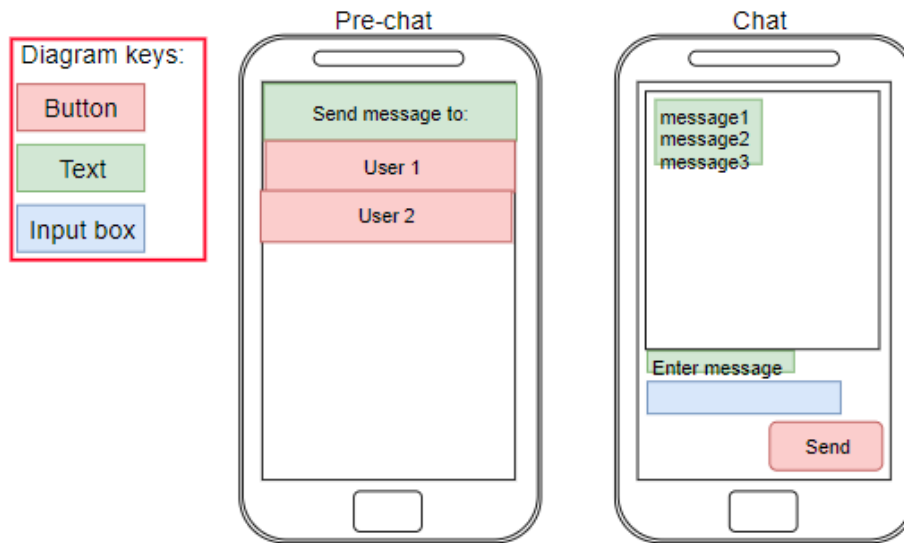 Diagram keys:
Button
Text
Input box
Pre-chat
Send message to:
User 1
User 2
Chat
message1
message2
message3
Enter message
Send